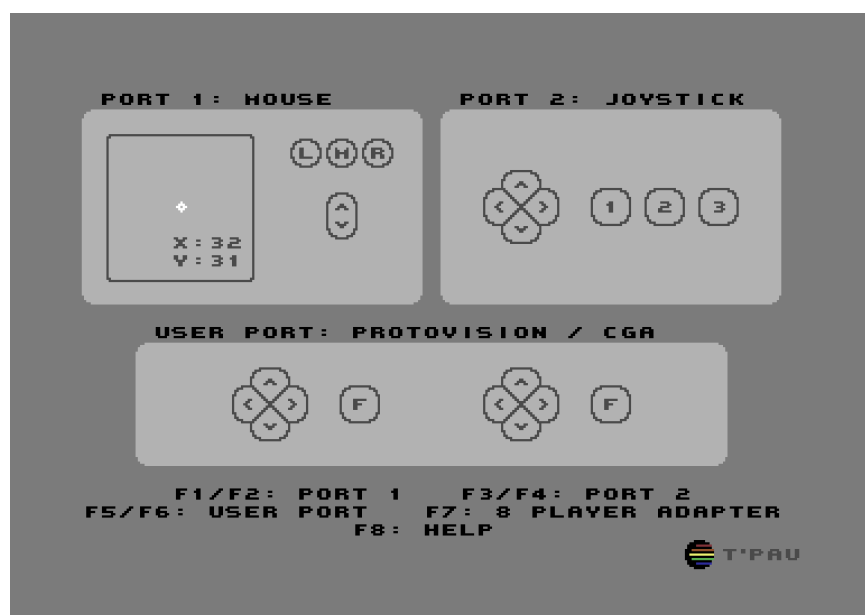 PORT 1: MOUSE
PORT 2: JOYSTICK
L M R
X:32
Y:31
1 2 3
USER PORT: PROTOVISION / CGA
F F
F1/F2: PORT 1 F3/F4: PORT 2
F5/F6: USER PORT F7: 8 PLAYER ADAPTER
F8: HELP
T'PAU